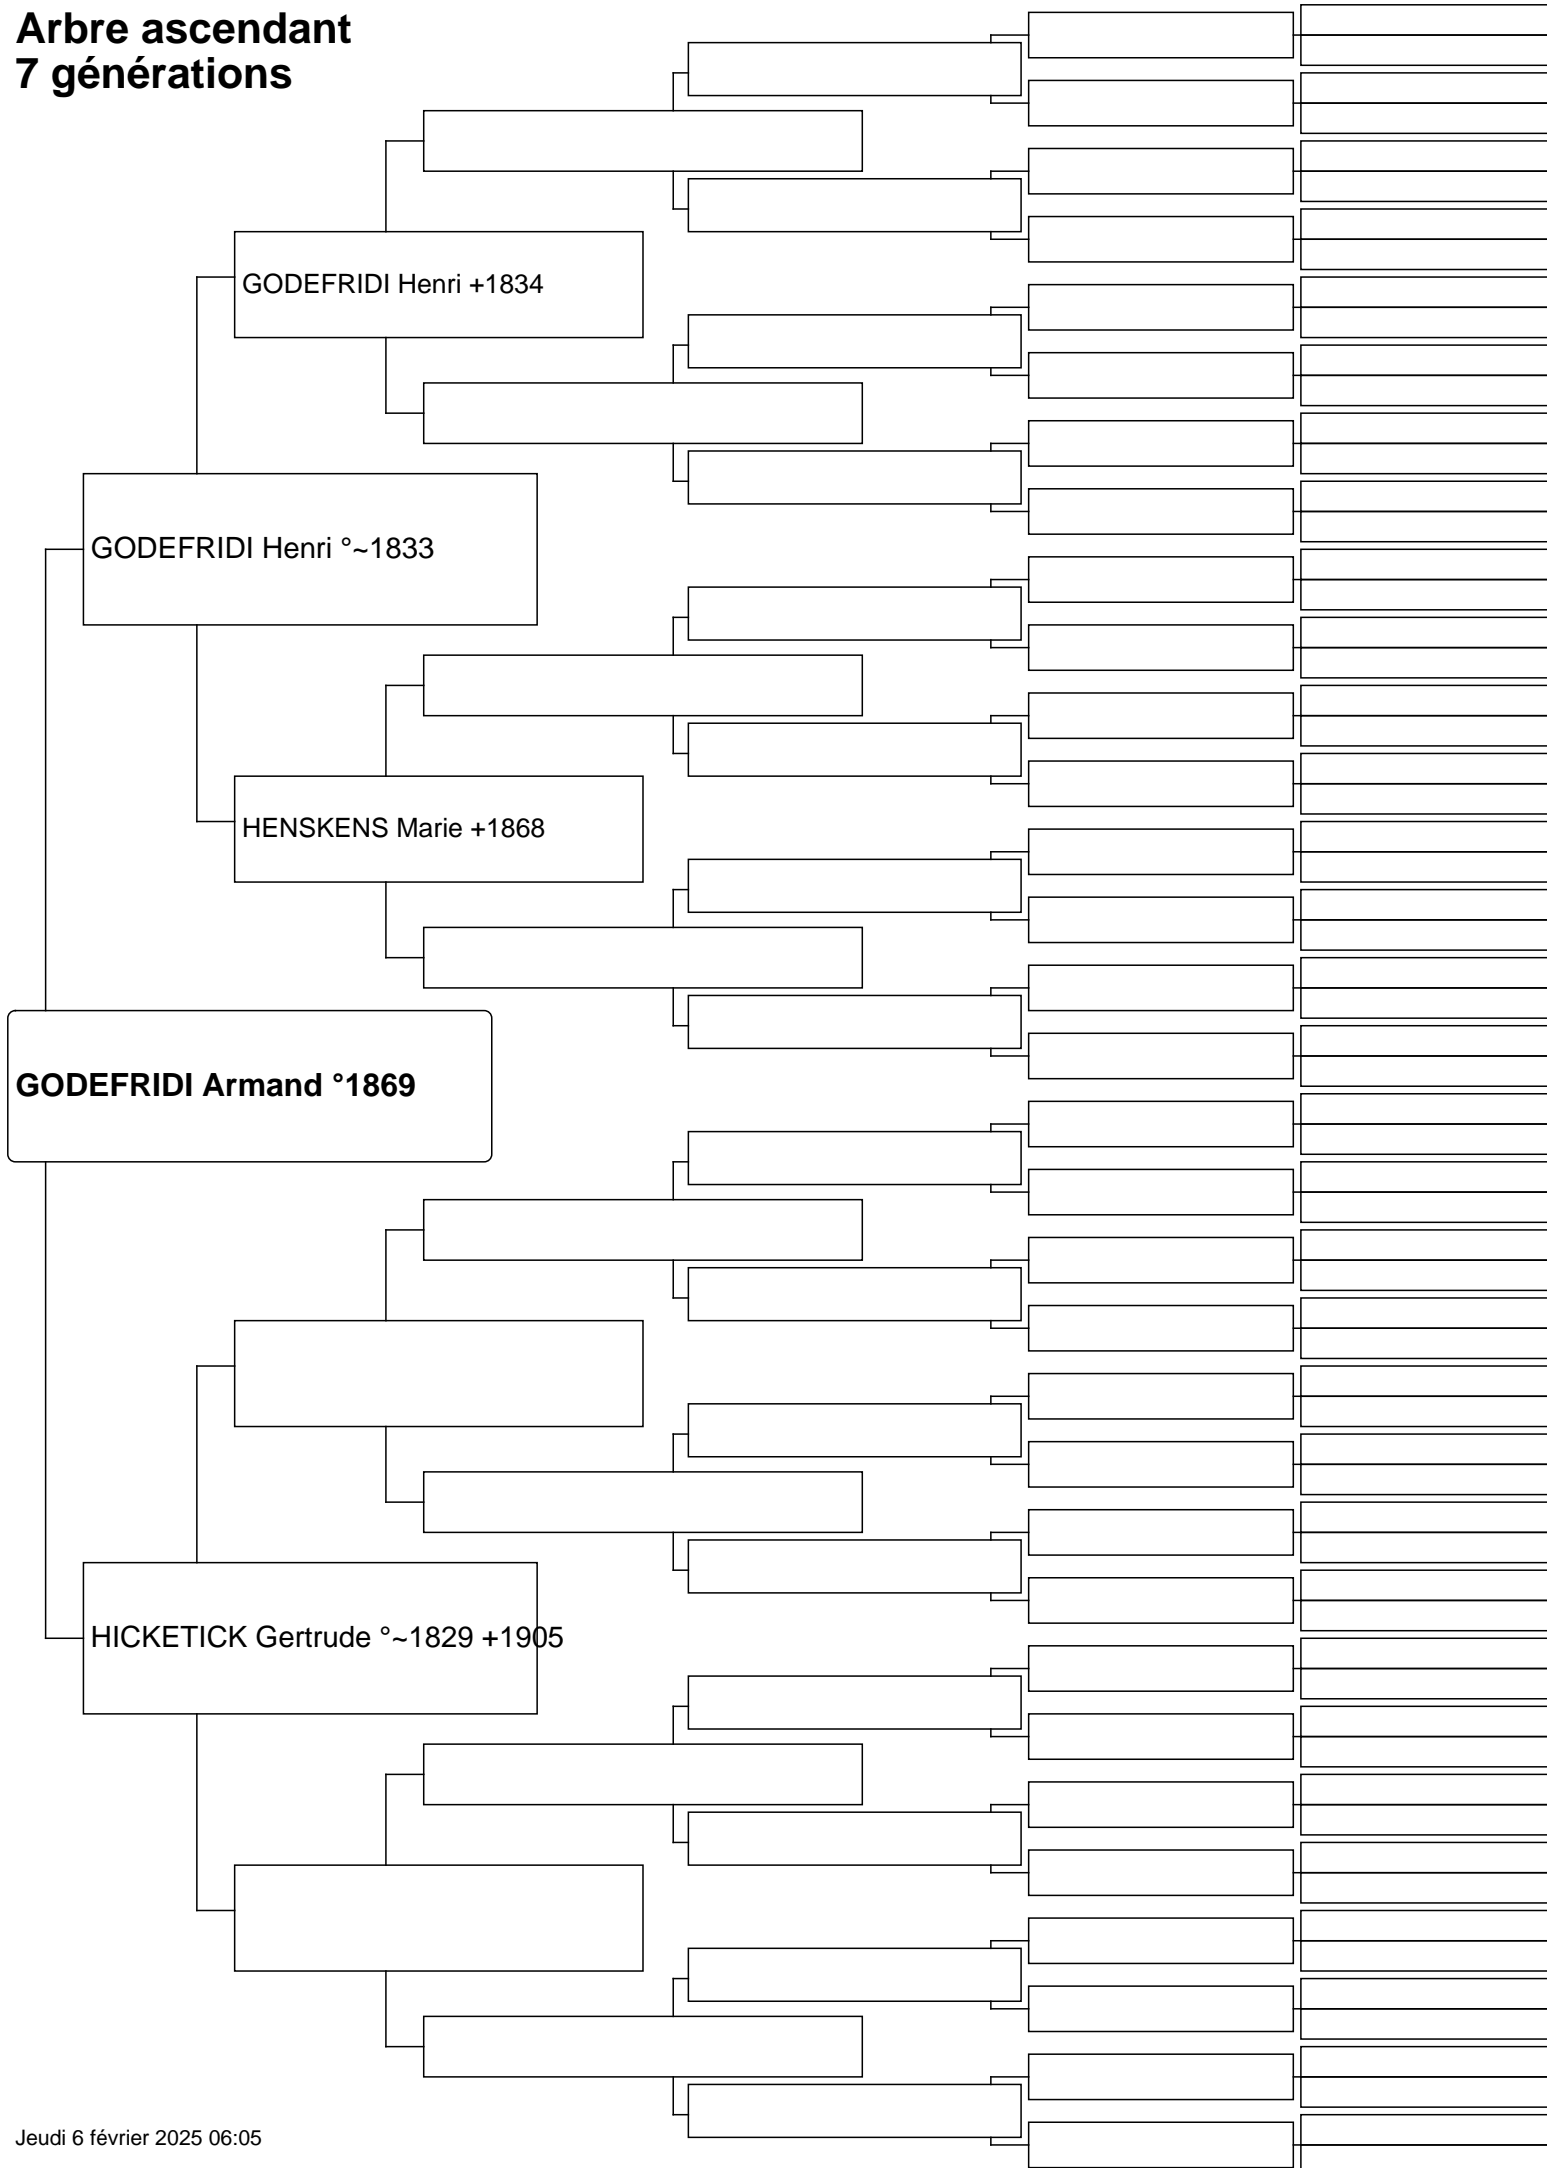 Arbre ascendant
7 générations
GODEFRIDI Henri +1834
GODEFRIDI Henri °~1833
HENSKENS Marie +1868
GODEFRIDI Armand °1869
HICKETICK Gertrude °~1829 +1905
Jeudi 6 février 2025 06:05